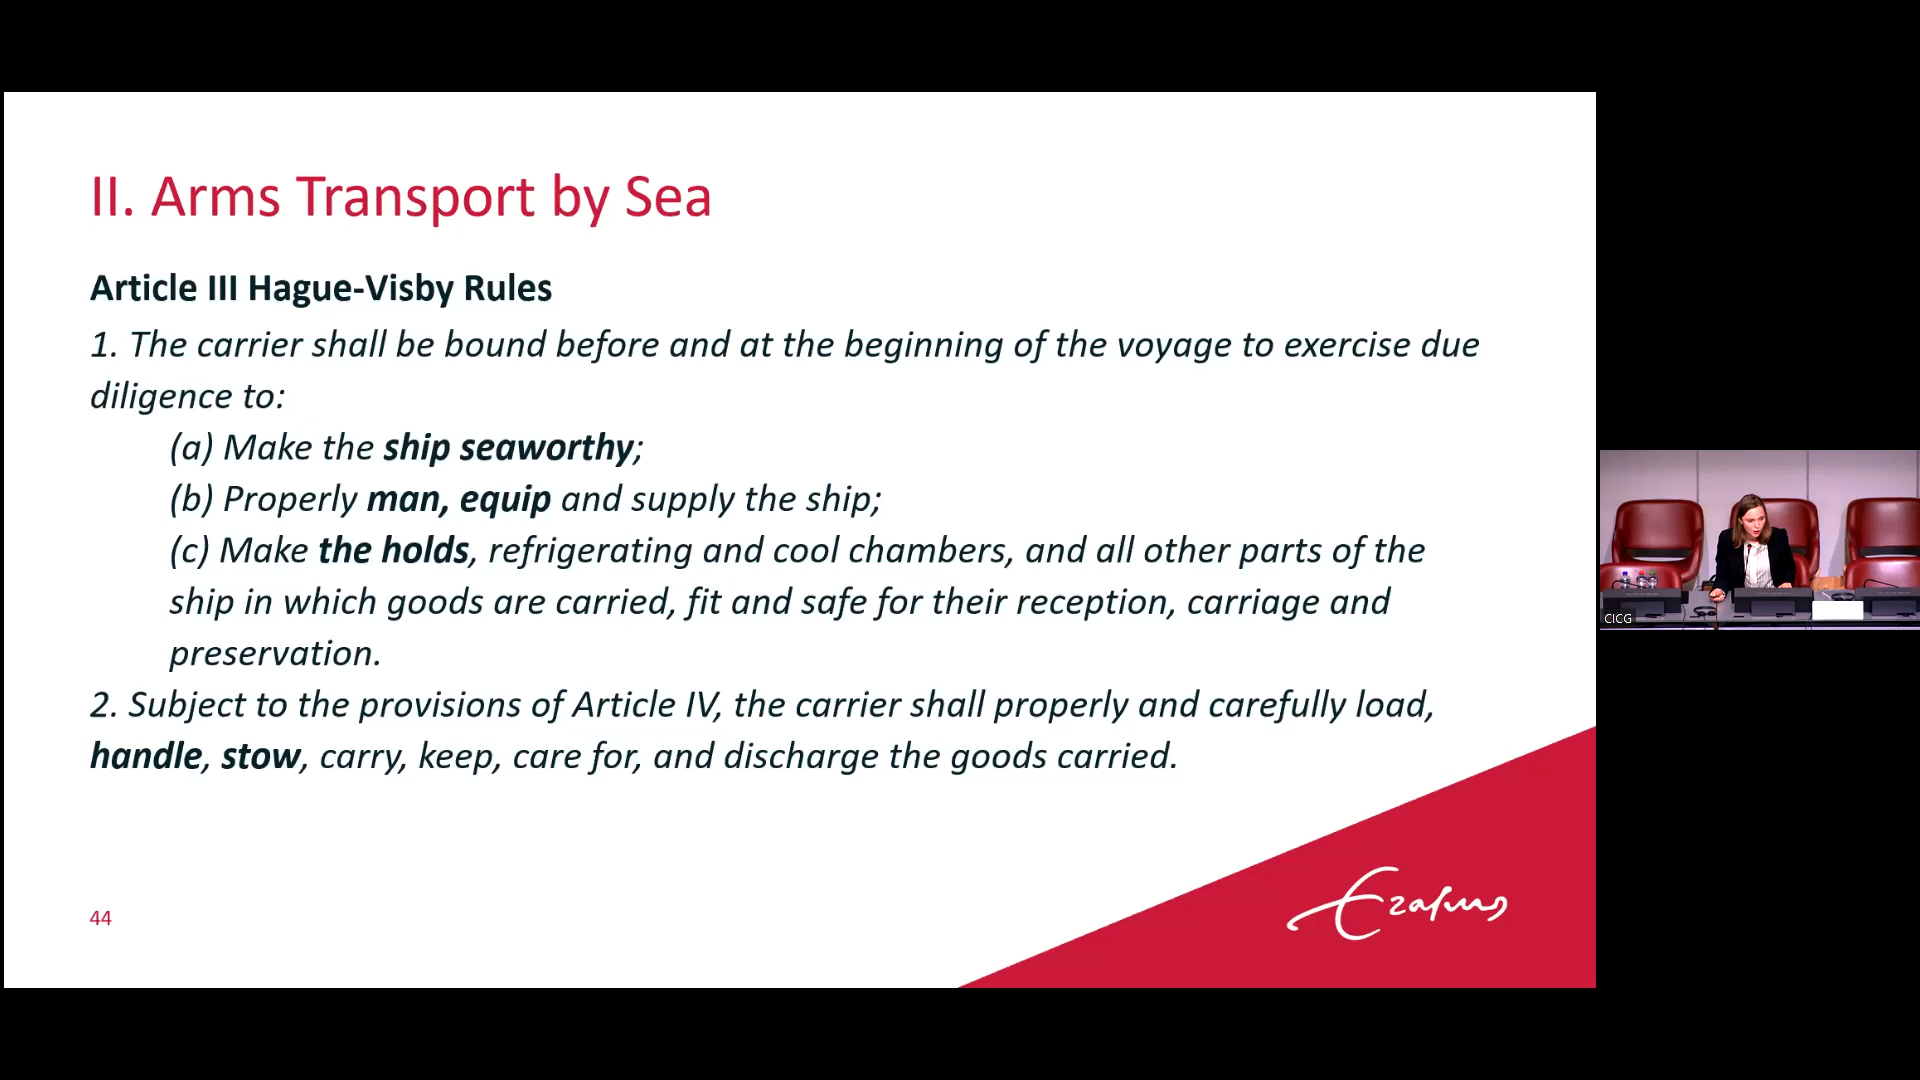 II. Arms Transport by Sea
Article III Hague-Visby Rules
1. The carrier shall be bound before and at the beginning of the voyage to exercise due
diligence to:
(a) Make the ship seaworthy;
(b) Properly man, equip and supply the ship;
(c) Make the holds, refrigerating and cool chambers, and all other parts of the
ship in which goods are carried, fit and safe for their reception, carriage and
preservation.
2. Subject to the provisions of Article IV, the carrier shall properly and carefully load,
handle, stow, carry, keep, care for, and discharge the goods carried.
44
Erasmus
CICG